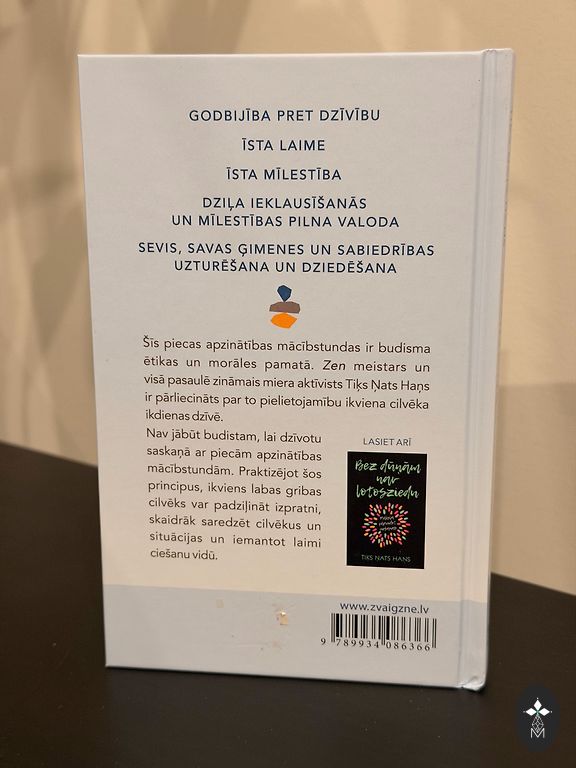 GODBIJĪBA PRET DZĪVĪBU
ĪSTA LAIME
ĪSTA MĪLESTĪBA
DZIĻA IEKLAUSĪŠANĀS
UN MĪLESTĪBAS PILNA VALODA
SEVIS, SAVAS ĢIMENES UN SABIEDRĪBAS
UZTURĒŠANA UN DZIEDĒŠANA
Šīs piecas apzinātības mācībstundas ir budisma
ētikas un morāles pamatā. Zen meistars un
visā pasaulē zināmais miera aktīvists Tiks Ņats Haņs
ir pārliecināts par to pielietojamību ikviena cilvēka
ikdienas dzīvē.
Nav jābūt budistam, lai dzīvotu
saskaņā ar piecām apzinātības
mācībstundām. Praktizējot šos
principus, ikviens labas gribas
cilvēks var padziļināt izpratni,
skaidrāk saredzēt cilvēkus un
situācijas un iemantot laimi
ciešanu vidū.
LASIET ARĪ
Bez dūņām
nav
lotosziedu
TIKS ŅATS HAŅS
www.zvaigzne.lv
9 789934 086366
M